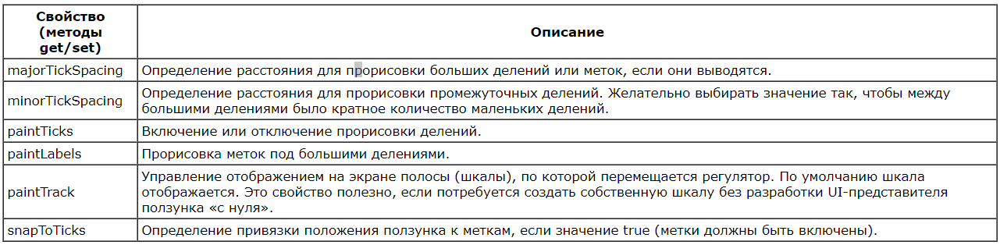 Свойство
(методы
get/set)
Описание
majorTickSpacing
Определение расстояния для прорисовки больших делений или меток, если они выводятся.
minorTickSpacing
Определение расстояния для прорисовки промежуточных делений. Желательно выбирать значение так, чтобы между
большими делениями было кратное количество маленьких делений.
paintTicks
Включение или отключение прорисовки делений.
paintLabels
Прорисовка меток под большими делениями.
paintTrack
Управление отображением на экране полосы (шкалы), по которой перемещается регулятор. По умолчанию шкала
отображается. Это свойство полезно, если потребуется создать собственную шкалу без разработки UI-представителя
ползунка «с нуля».
snapToTicks
Определение привязки положения ползунка к меткам, если значение true (метки должны быть включены).